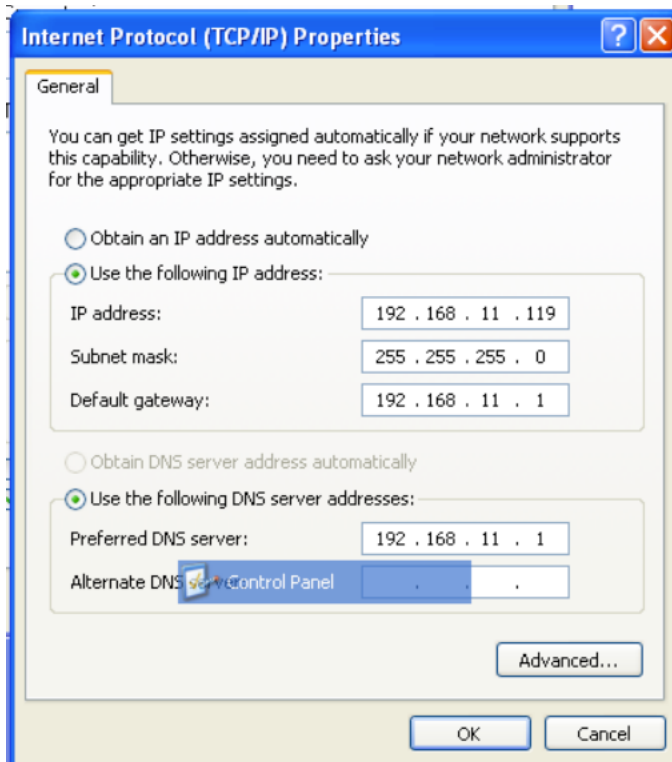 Internet Protocol (TCP/IP) Properties
General
You can get IP settings assigned automatically if your network supports
this capability. Otherwise, you need to ask your network administrator
for the appropriate IP settings.
Obtain an IP address automatically
Use the following IP address:
IP address: 192 . 168 . 11 . 119
Subnet mask: 255 . 255 . 255 . 0
Default gateway: 192 . 168 . 11 . 1
Obtain DNS server address automatically
Use the following DNS server addresses:
Preferred DNS server: 192 . 168 . 11 . 1
Alternate DNS server: . . .
Control Panel
Advanced...
OK Cancel